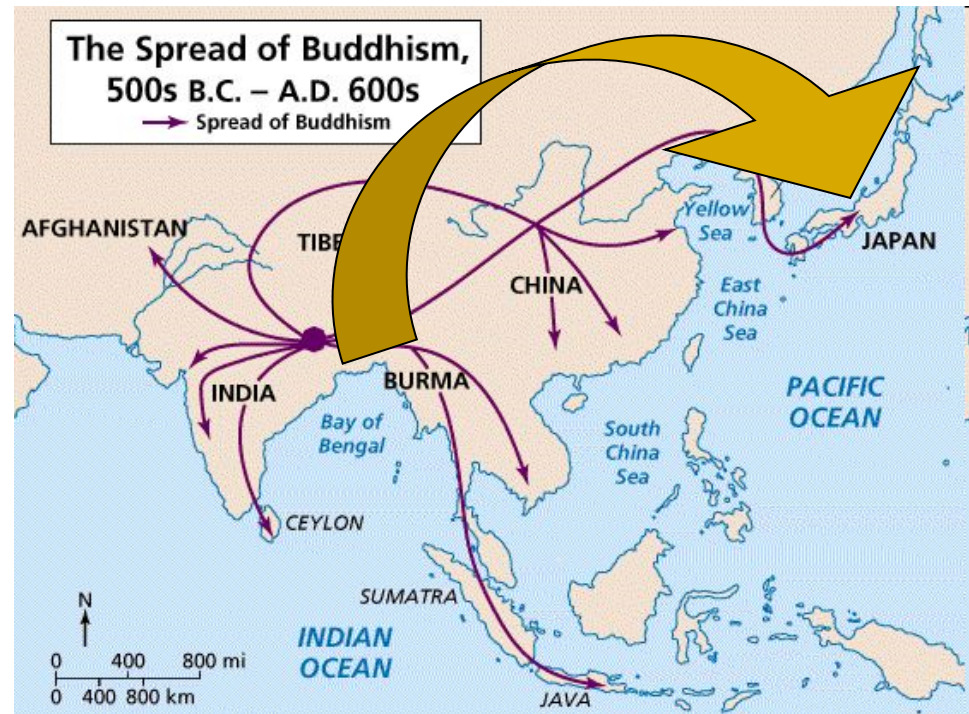 The Spread of Buddhism,
500s B.C. – A.D. 600s
Spread of Buddhism
AFGHANISTAN
Yellow
Sea
JAPAN
CHINA
East
China
Sea
INDIA
BURMA
PACIFIC
OCEAN
Bay of
Bengal
South
China
Sea
CEYLON
SUMATRA
N
INDIAN
OCEAN
0 400 800 mi
0 400 800 km
JAVA